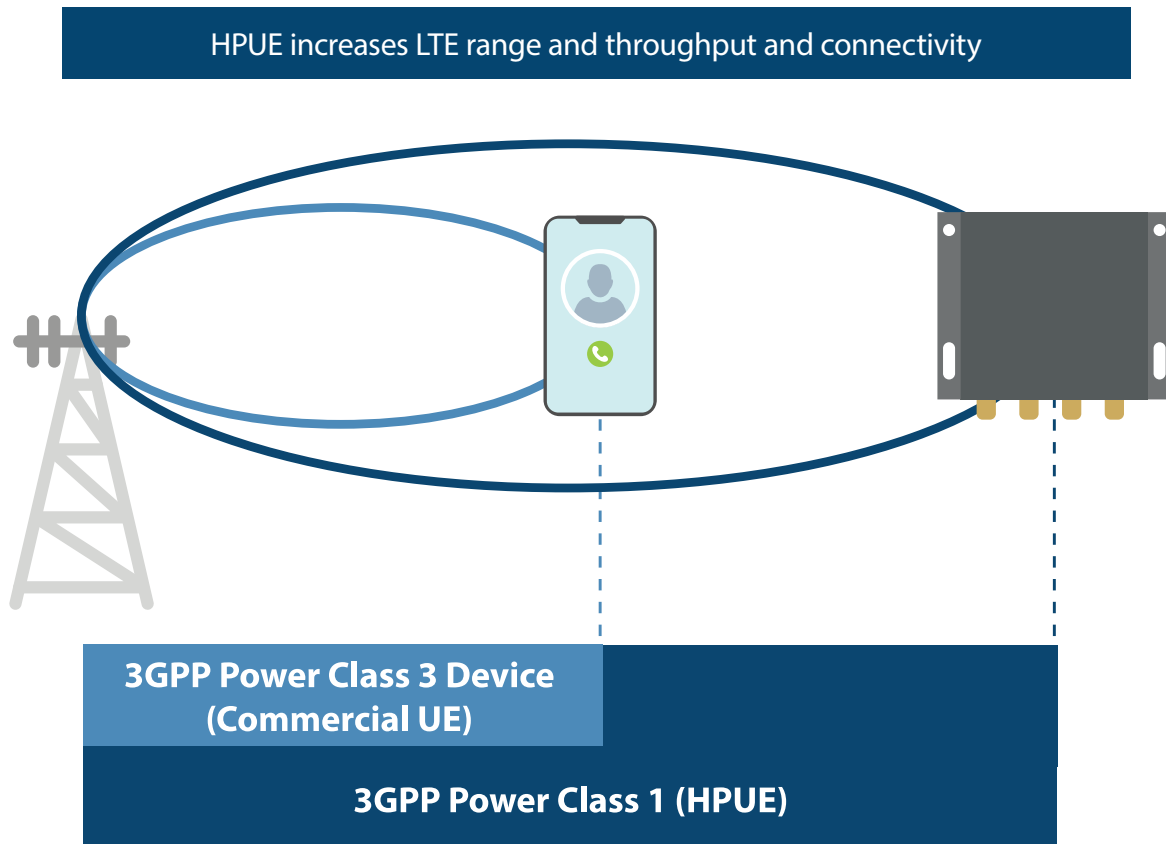 HPUE increases LTE range and throughput and connectivity
3GPP Power Class 3 Device
(Commercial UE)
3GPP Power Class 1 (HPUE)